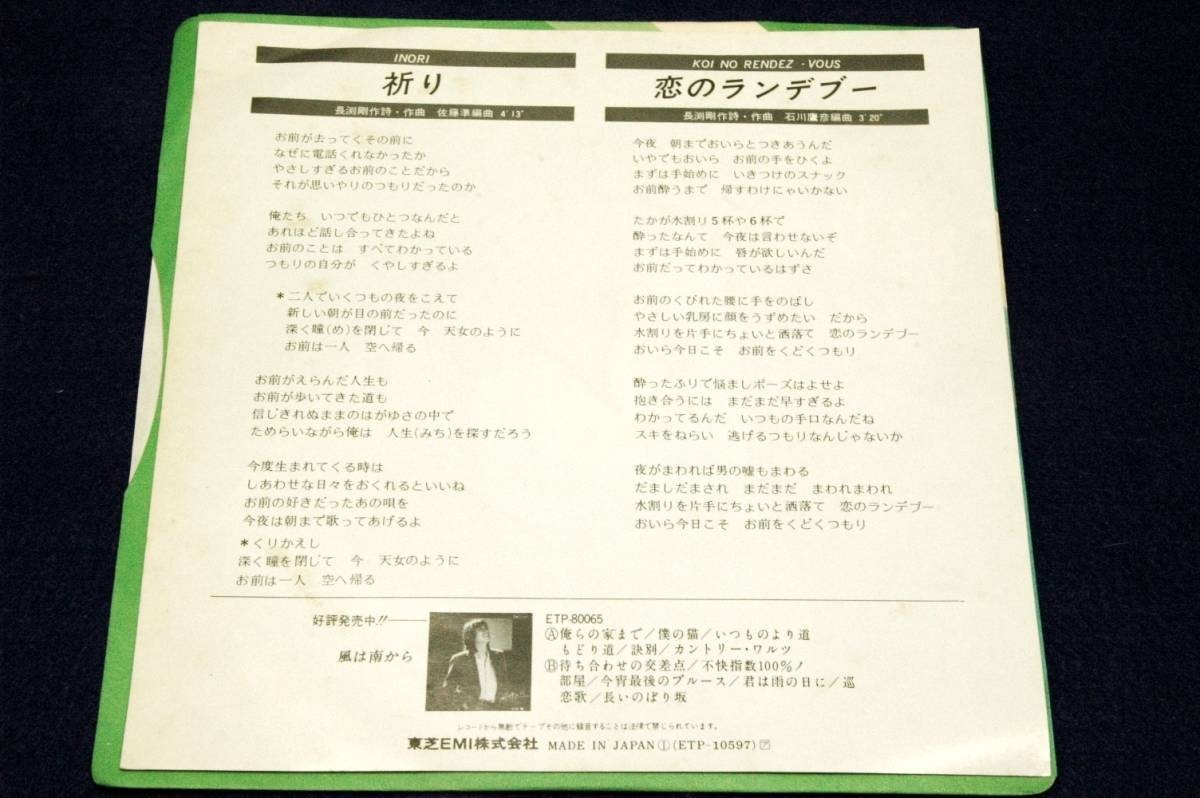 INORI
祈り
長渕剛作詩・作曲 佐藤準編曲 4'13"
お前が去ってくその前に
なぜに電話くれなかったか
やさしすぎるお前のことだから
それが思いやりのつもりだったのか
俺たち いつでもひとつなんだと
あれほど話し合ってきたよね
お前のことは すべてわかっている
つもりの自分が くやしすぎるよ
*二人でいくつもの夜をこえて
新しい朝が目の前だったのに
深く瞳(め)を閉じて 今 天女のように
お前は一人 空へ帰る
お前がえらんだ人生も
お前が歩いてきた道も
信じきれぬままのはがゆさの中で
ためらいながら俺は 人生(みち)を探すだろう
今度生まれてくる時は
しあわせな日々をおくれるといいね
お前の好きだったあの唄を
今夜は朝まで歌ってあげるよ
*くりかえし
深く瞳を閉じて 今 天女のように
お前は一人 空へ帰る
KOI NO RENDEZ・VOUS
恋のランデブー
長渕剛作詩・作曲 石川鷹彦編曲 3'20"
今夜 朝までおいらとつきあうんだ
いやでもおいら お前の手をひくよ
まずは手始めに いきつけのスナック
お前酔うまで 帰すわけにゃいかない
たかが水割り5杯や6杯で
酔ったなんて 今夜は言わせないぞ
まずは手始めに 唇が欲しいんだ
お前だってわかっているはずさ
お前のくびれた腰に手をのばし
やさしい乳房に顔をうずめたい だから
水割りを片手にちょいと洒落て 恋のランデブー
おいら今日こそ お前をくどくつもり
酔ったふりで悩ましポーズはよせよ
抱き合うには まだまだ早すぎるよ
わかってるんだ いつもの手口なんだね
スキをねらい 逃げるつもりなんじゃないか
夜がまわれば男の嘘もまわる
だましだまされ まだまだ まわれまわれ
水割りを片手にちょいと洒落て 恋のランデブー
おいら今日こそ お前をくどくつもり
好評発売中!!
風は南から
ETP-80065
Ⓐ俺らの家まで/僕の猫/いつものより道
もどり道/訣別/カントリー・ワルツ
Ⓑ待ち合わせの交差点/不快指数100%ノ
部屋/今宵最後のブルース/君は雨の日に/巡
恋歌/長いのぼり坂
レコードから無断でテープその他に録音することは法律で禁じられています。
東芝EMI株式会社 MADE IN JAPAN Ⓘ(ETP-10597)ア